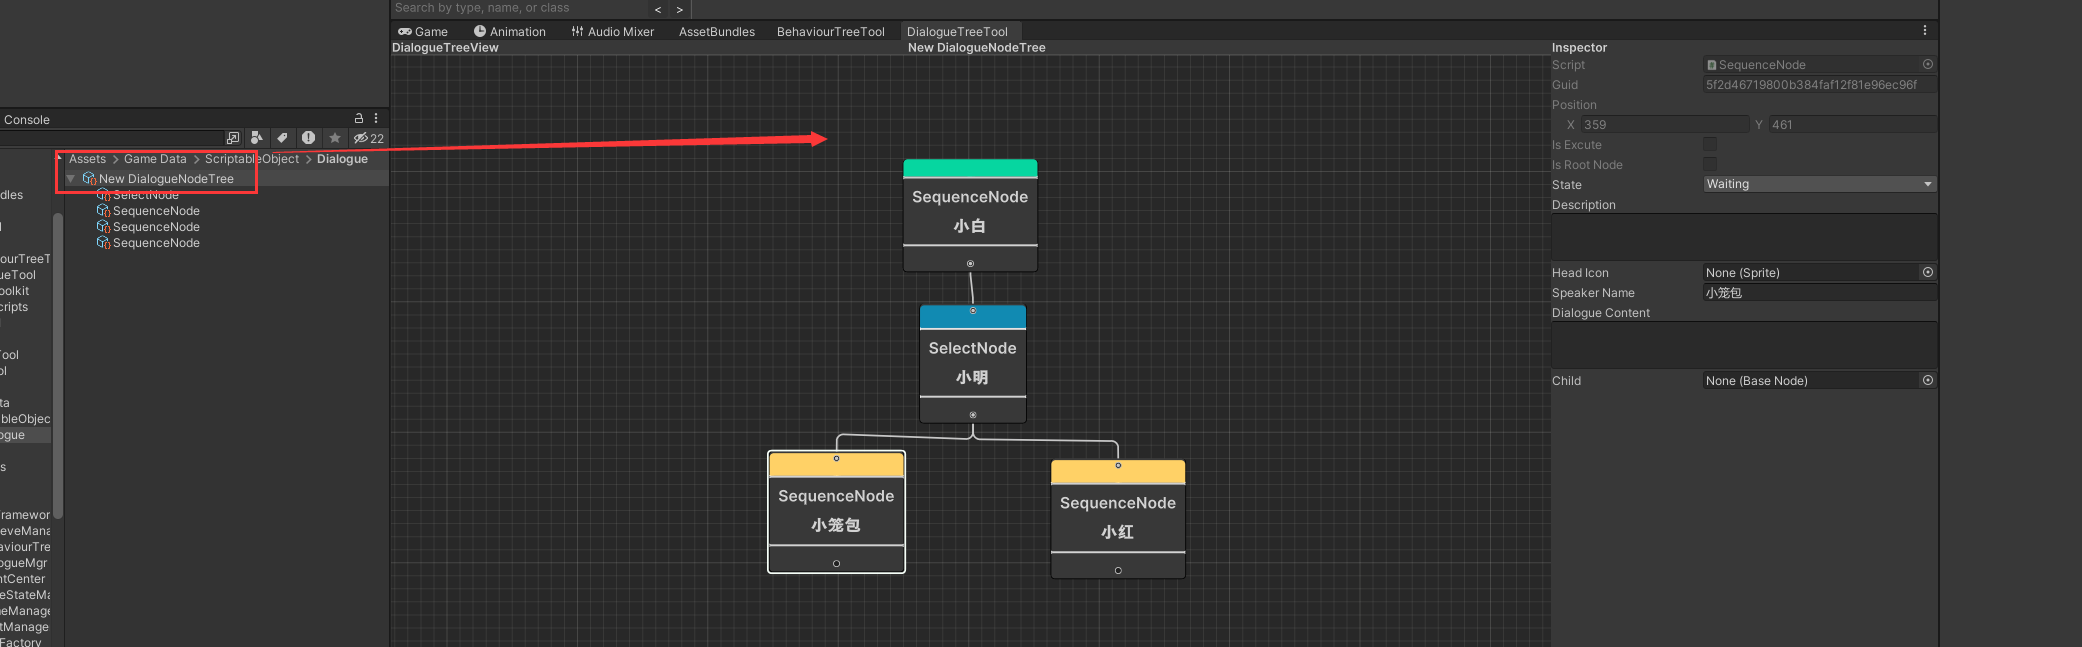 Search by type, name, or class
< >
Game
Animation
Audio Mixer
AssetBundles
BehaviourTreeTool
DialogueTreeTool
DialogueTreeView
New DialogueNodeTree
Console
22
Assets > Game Data > ScriptableObject > Dialogue
New DialogueNodeTree
SelectNode
SequenceNode
SequenceNode
SequenceNode
dles
l
ourTreeT
ueTool
oolkit
cripts
Tool
ol
ta
bleObjec
ogue
s
Framewor
eveMana
aviourTre
ogueMgr
ntCenter
eStateMa
neManage
tManage
Factory
SequenceNode
小白
SelectNode
小明
SequenceNode
小笼包
SequenceNode
小红
Inspector
Script SequenceNode
Guid 5f2d46719800b384faf12f81e96ec96f
Position
X 359 Y 461
Is Excute
Is Root Node
State Waiting
Description
Head Icon None (Sprite)
Speaker Name 小笼包
Dialogue Content
Child None (Base Node)